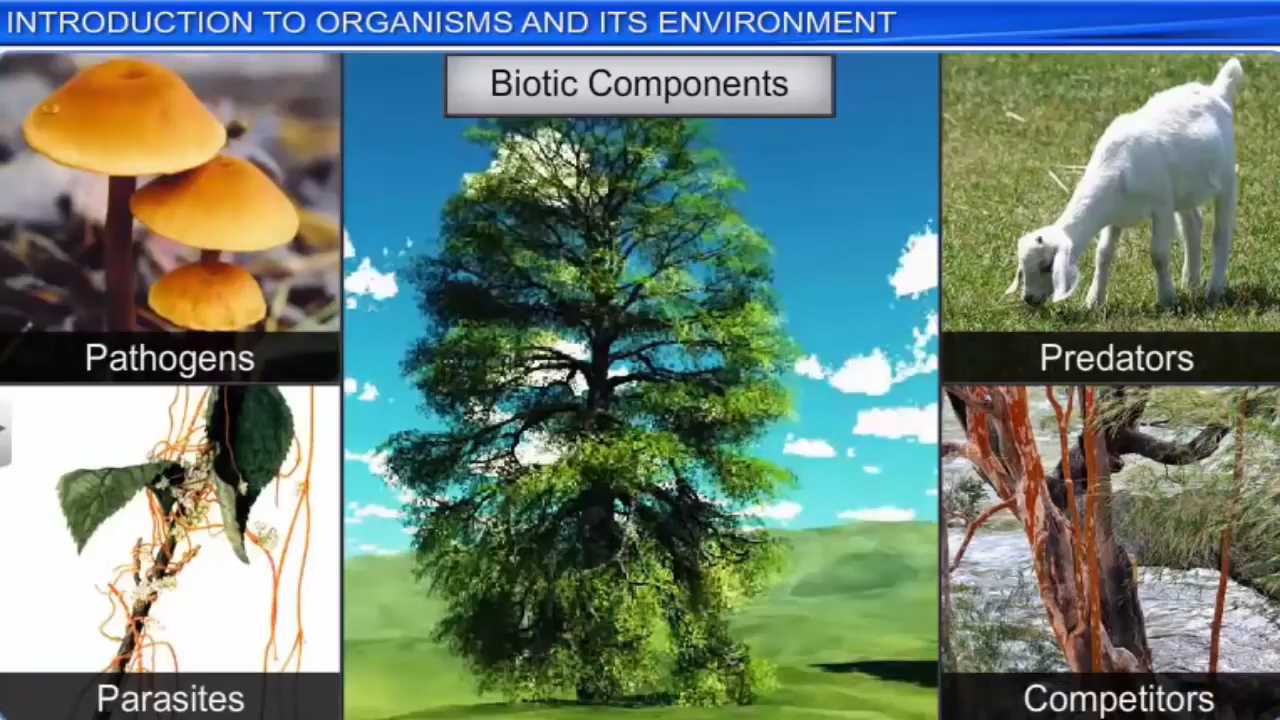 INTRODUCTION TO ORGANISMS AND ITS ENVIRONMENT
Biotic Components
Pathogens
Predators
Parasites
Competitors